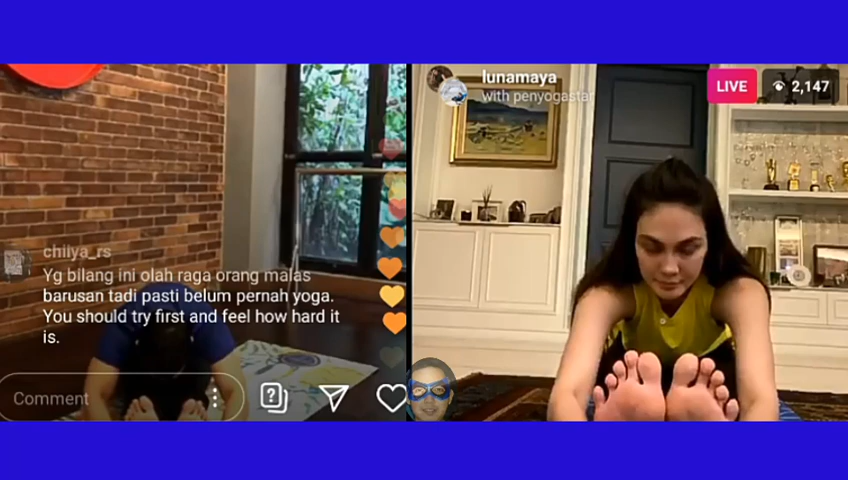 chiiya_rs
Yg bilang ini olah raga orang malas
barusan tadi pasti belum pernah yoga.
You should try first and feel how hard it
is.
Comment
lunamaya
with penyogastar
LIVE
2,147